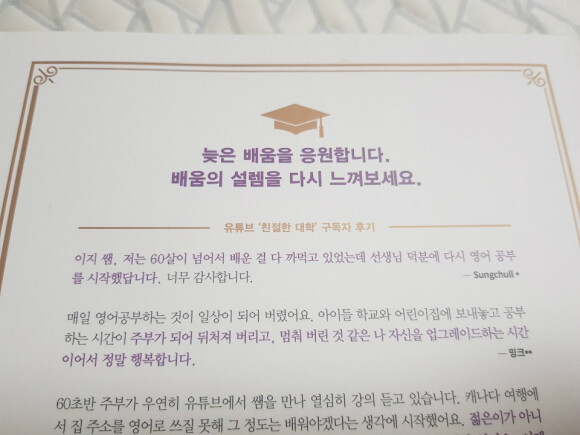 늦은 배움을 응원합니다.
배움의 설렘을 다시 느껴보세요.
유튜브 '친절한 대학' 구독자 후기
이지 쌤, 저는 60살이 넘어서 배운 걸 다 까먹고 있었는데 선생님 덕분에 다시 영어 공부
를 시작했답니다. 너무 감사합니다.
— Sungchull *
매일 영어공부하는 것이 일상이 되어 버렸어요. 아이들 학교와 어린이집에 보내놓고 공부
하는 시간이 주부가 되어 뒤처져 버리고, 멈춰 버린 것 같은 나 자신을 업그레이드하는 시간
이어서 정말 행복합니다.
— 밍크**
60초반 주부가 우연히 유튜브에서 쌤을 만나 열심히 강의 듣고 있습니다. 캐나다 여행에
서 집 주소를 영어로 쓰질 못해 그 정도는 배워야겠다는 생각에 시작했어요. 젊은이가 아니